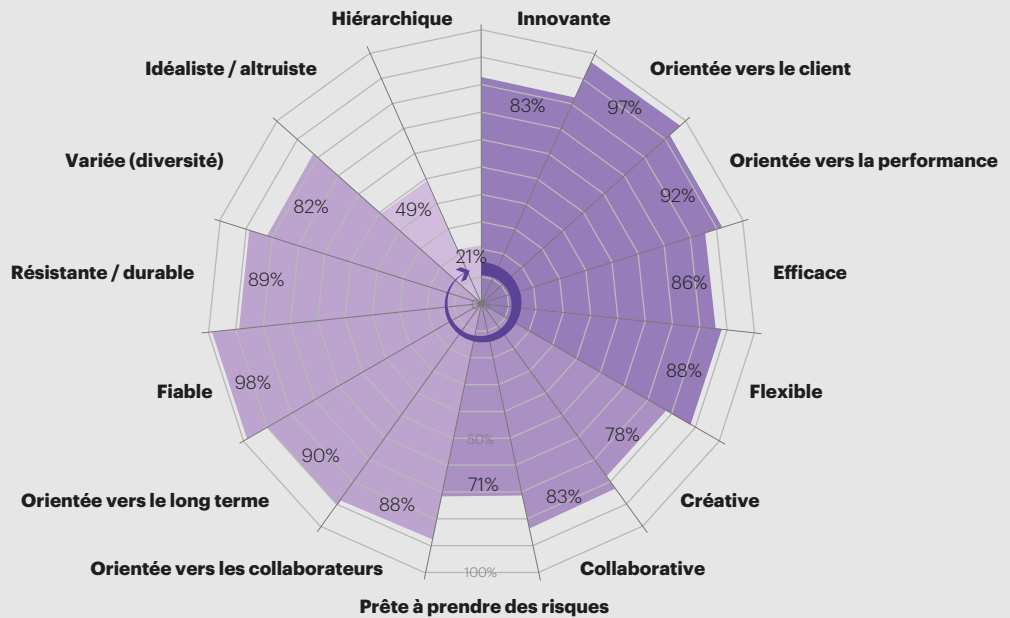 Hiérarchique
Innovante
Idéaliste / altruiste
Orientée vers le client
83%
97%
Variée (diversité)
Orientée vers la performance
82%
49%
92%
21%
Résistante / durable
89%
86%
Efficace
Fiable
98%
88%
Flexible
50%
78%
90%
71%
83%
88%
Orientée vers le long terme
Créative
Orientée vers les collaborateurs
100%
Collaborative
Prête à prendre des risques